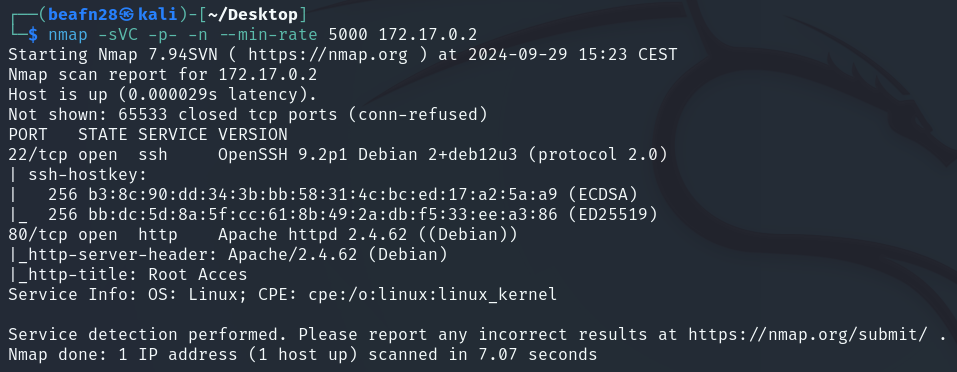 ┌──(beafn28㉿kali)-[~/Desktop]
└─$ nmap -sVC -p- -n --min-rate 5000 172.17.0.2
Starting Nmap 7.94SVN ( https://nmap.org ) at 2024-09-29 15:23 CEST
Nmap scan report for 172.17.0.2
Host is up (0.000029s latency).
Not shown: 65533 closed tcp ports (conn-refused)
PORT   STATE SERVICE VERSION
22/tcp open  ssh     OpenSSH 9.2p1 Debian 2+deb12u3 (protocol 2.0)
| ssh-hostkey:
|   256 b3:8c:90:dd:34:3b:bb:58:31:4c:bc:ed:17:a2:5a:a9 (ECDSA)
|_  256 bb:dc:5d:8a:5f:cc:61:8b:49:2a:db:f5:33:ee:a3:86 (ED25519)
80/tcp open  http    Apache httpd 2.4.62 ((Debian))
|_http-server-header: Apache/2.4.62 (Debian)
|_http-title: Root Acces
Service Info: OS: Linux; CPE: cpe:/o:linux:linux_kernel

Service detection performed. Please report any incorrect results at https://nmap.org/submit/ .
Nmap done: 1 IP address (1 host up) scanned in 7.07 seconds